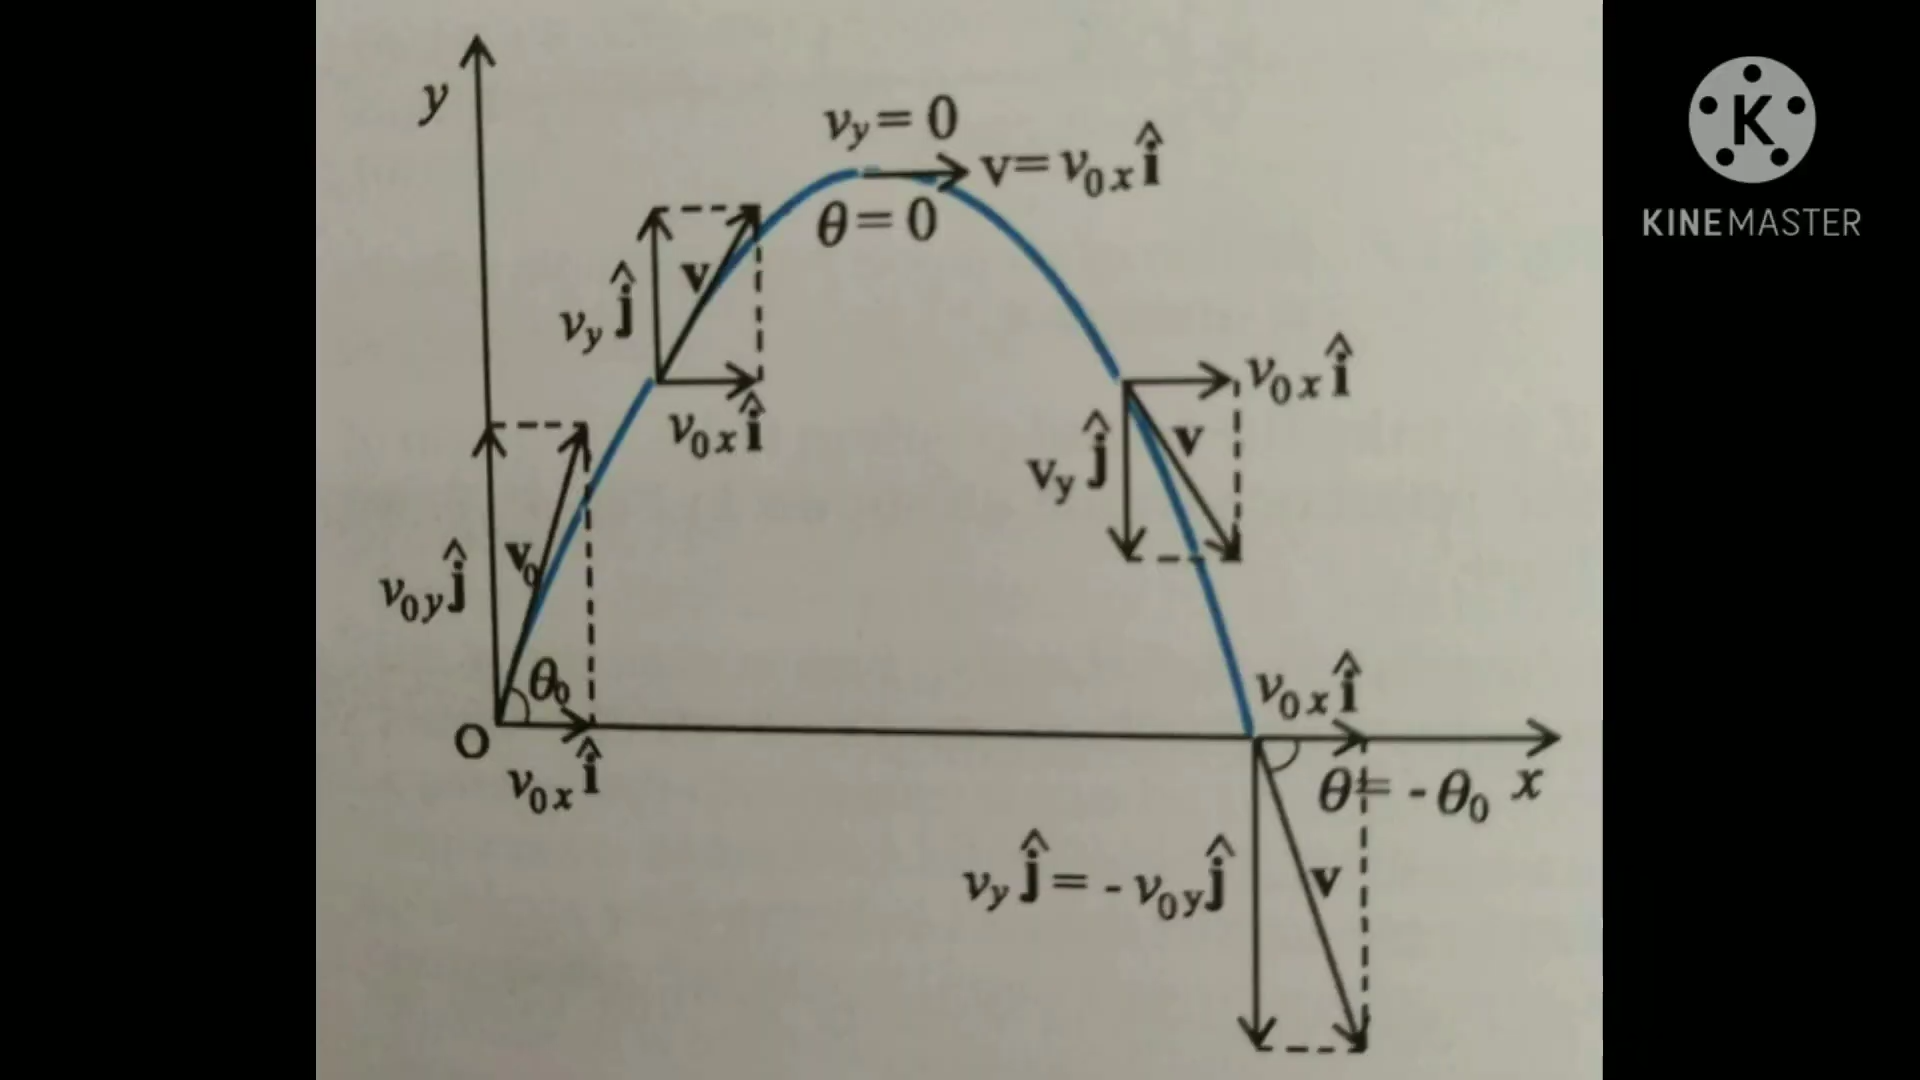 y
v_y = 0
v = v_0x î
θ = 0
v
v_y ĵ
v_0x î
v_0x î
v
v_y ĵ
v_0
v_0y ĵ
θ_0
O
v_0x î
v_0x î
θ = - θ_0
x
v_y ĵ = - v_0y ĵ
v
K
KINEMASTER